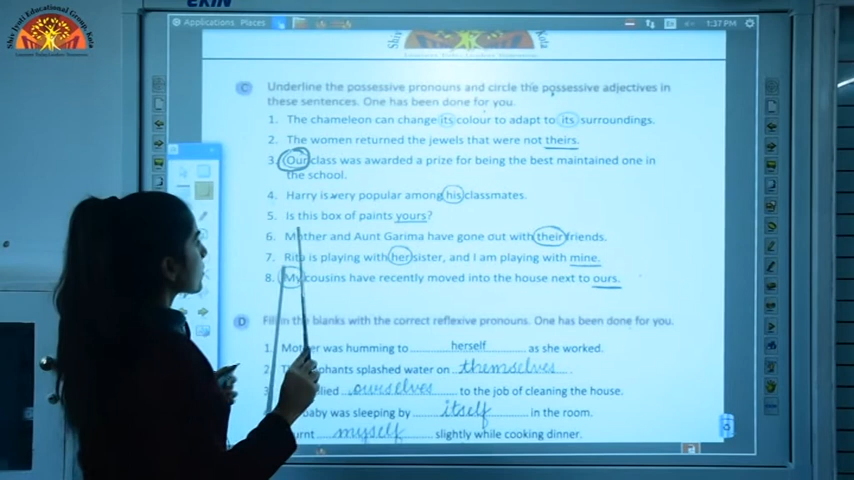 EKIN
Applications Places
1:37 PM
Shiv Jyoti Educational Group, Kota
Kota
C Underline the possessive pronouns and circle the possessive adjectives in
these sentences. One has been done for you.
1. The chameleon can change its colour to adapt to its surroundings.
2. The women returned the jewels that were not theirs.
3. Our class was awarded a prize for being the best maintained one in
the school.
4. Harry is very popular among his classmates.
5. Is this box of paints yours?
6. Mother and Aunt Garima have gone out with their friends.
7. Rita is playing with her sister, and I am playing with mine.
8. My cousins have recently moved into the house next to ours.
D Fill in the blanks with the correct reflexive pronouns. One has been done for you.
1. Mother was humming to herself as she worked.
2. splashed water on themselves.
3 ourselves to the job of cleaning the house.
baby was sleeping by itself in the room.
myself slightly while cooking dinner.